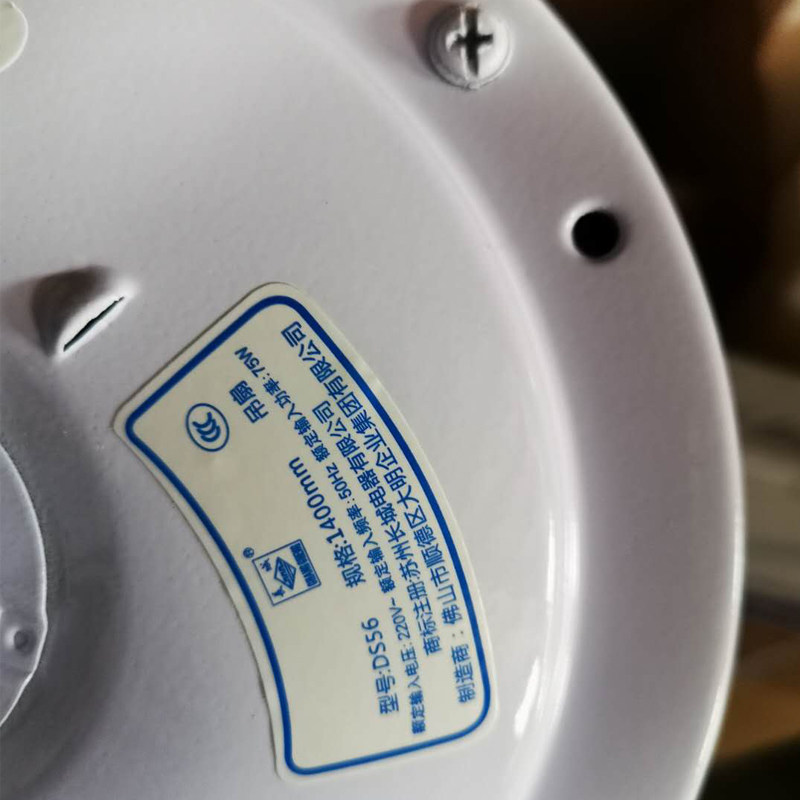 吊扇
型号:DS56 规格:1400mm
额定输入电压: 220V~ 额定输入频率: 50Hz 额定输入功率: 75W
商标注册:苏州长城电器有限公司
制造商：佛山市顺德区大明企业集团有限公司